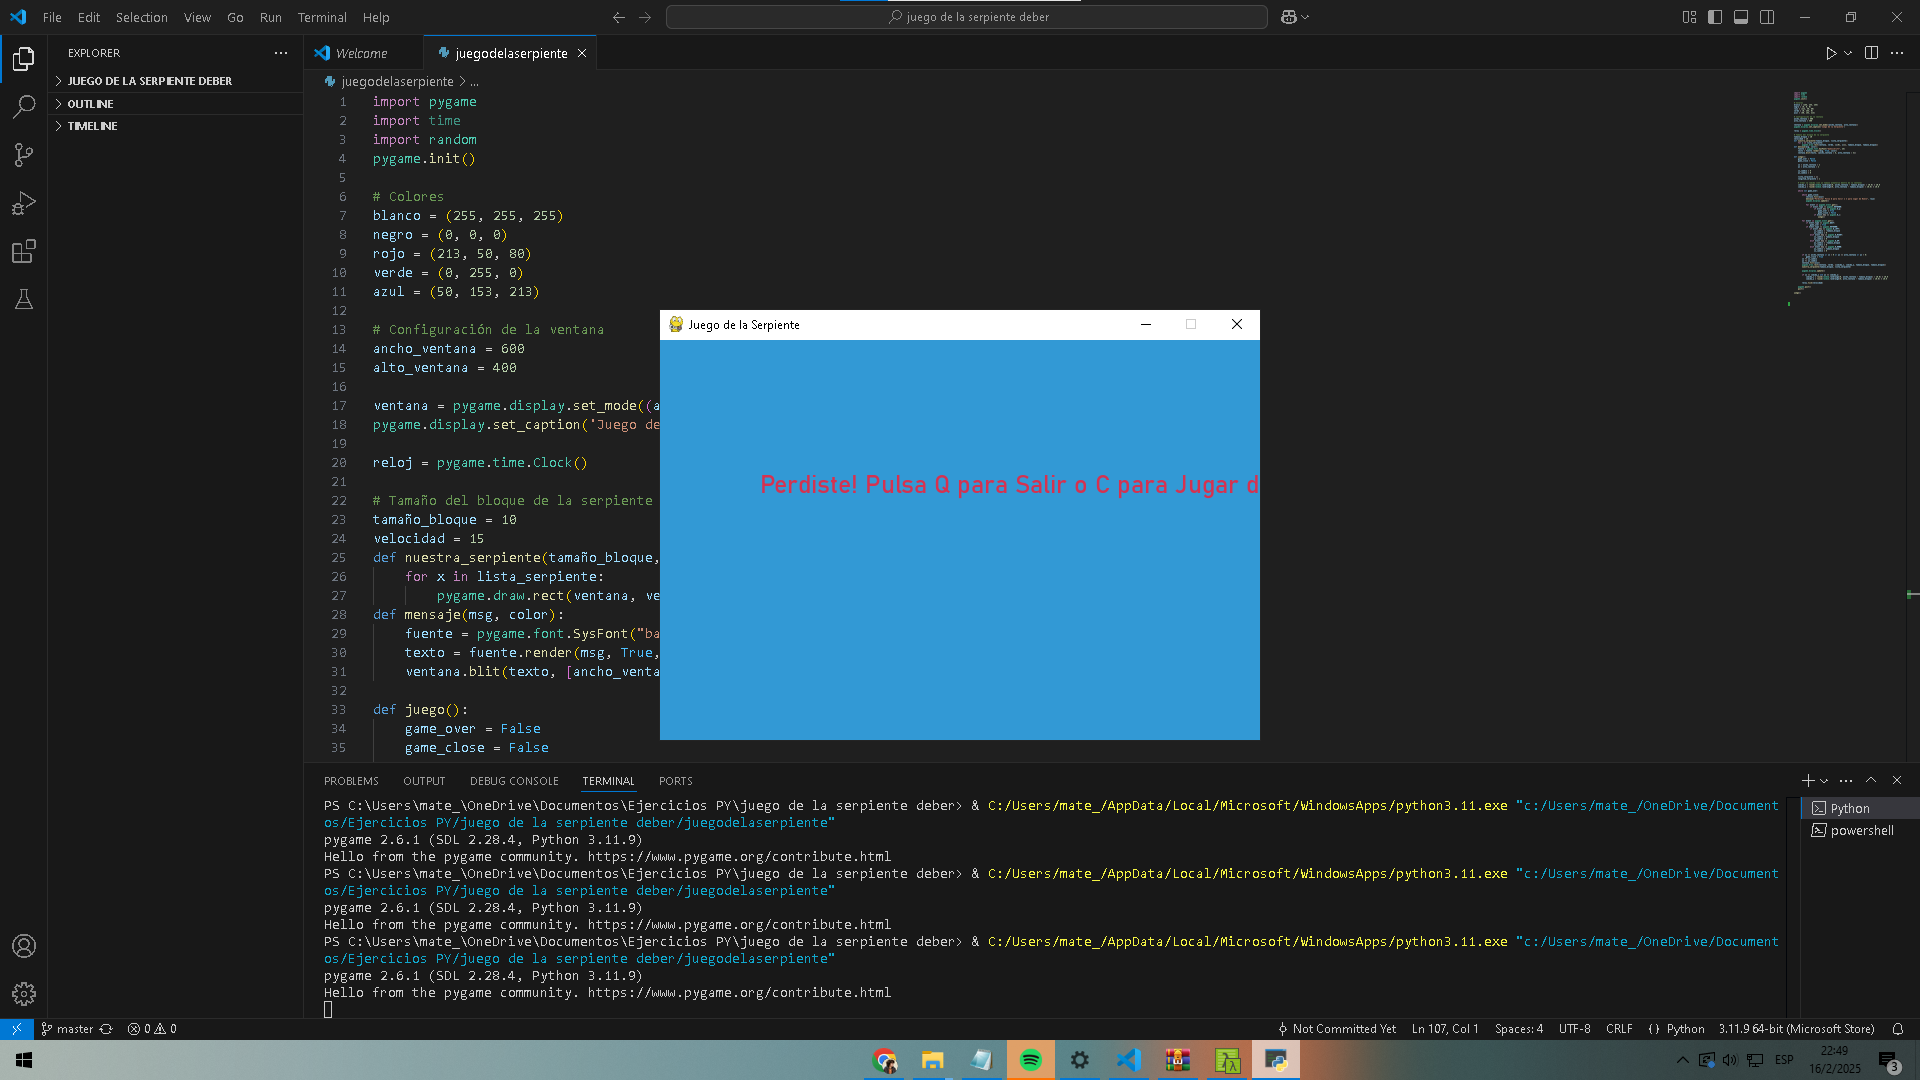 File Edit Selection View Go Run Terminal Help
juego de la serpiente deber
EXPLORER
JUEGO DE LA SERPIENTE DEBER
OUTLINE
TIMELINE
Welcome
juegodelaserpiente
juegodelaserpiente > ...
1 import pygame
2 import time
3 import random
4 pygame.init()
5
6 # Colores
7 blanco = (255, 255, 255)
8 negro = (0, 0, 0)
9 rojo = (213, 50, 80)
10 verde = (0, 255, 0)
11 azul = (50, 153, 213)
12
13 # Configuración de la ventana
14 ancho_ventana = 600
15 alto_ventana = 400
16
17 ventana = pygame.display.set_mode((a
18 pygame.display.set_caption('Juego de
19
20 reloj = pygame.time.Clock()
21
22 # Tamaño del bloque de la serpiente
23 tamaño_bloque = 10
24 velocidad = 15
25 def nuestra_serpiente(tamaño_bloque,
26 for x in lista_serpiente:
27 pygame.draw.rect(ventana, ve
28 def mensaje(msg, color):
29 fuente = pygame.font.SysFont("ba
30 texto = fuente.render(msg, True,
31 ventana.blit(texto, [ancho_venta
32
33 def juego():
34 game_over = False
35 game_close = False
Juego de la Serpiente
Perdiste! Pulsa Q para Salir o C para Jugar d
PROBLEMS OUTPUT DEBUG CONSOLE TERMINAL PORTS
PS C:\Users\mate_\OneDrive\Documentos\Ejercicios PY\juego de la serpiente deber> & C:/Users/mate_/AppData/Local/Microsoft/WindowsApps/python3.11.exe "c:/Users/mate_/OneDrive/Document
os/Ejercicios PY/juego de la serpiente deber/juegodelaserpiente"
pygame 2.6.1 (SDL 2.28.4, Python 3.11.9)
Hello from the pygame community. https://www.pygame.org/contribute.html
PS C:\Users\mate_\OneDrive\Documentos\Ejercicios PY\juego de la serpiente deber> & C:/Users/mate_/AppData/Local/Microsoft/WindowsApps/python3.11.exe "c:/Users/mate_/OneDrive/Document
os/Ejercicios PY/juego de la serpiente deber/juegodelaserpiente"
pygame 2.6.1 (SDL 2.28.4, Python 3.11.9)
Hello from the pygame community. https://www.pygame.org/contribute.html
PS C:\Users\mate_\OneDrive\Documentos\Ejercicios PY\juego de la serpiente deber> & C:/Users/mate_/AppData/Local/Microsoft/WindowsApps/python3.11.exe "c:/Users/mate_/OneDrive/Document
os/Ejercicios PY/juego de la serpiente deber/juegodelaserpiente"
pygame 2.6.1 (SDL 2.28.4, Python 3.11.9)
Hello from the pygame community. https://www.pygame.org/contribute.html
Python
powershell
master 0 0 Not Committed Yet Ln 107, Col 1 Spaces: 4 UTF-8 CRLF {} Python 3.11.9 64-bit (Microsoft Store)
ESP
22:49
16/2/2025
3